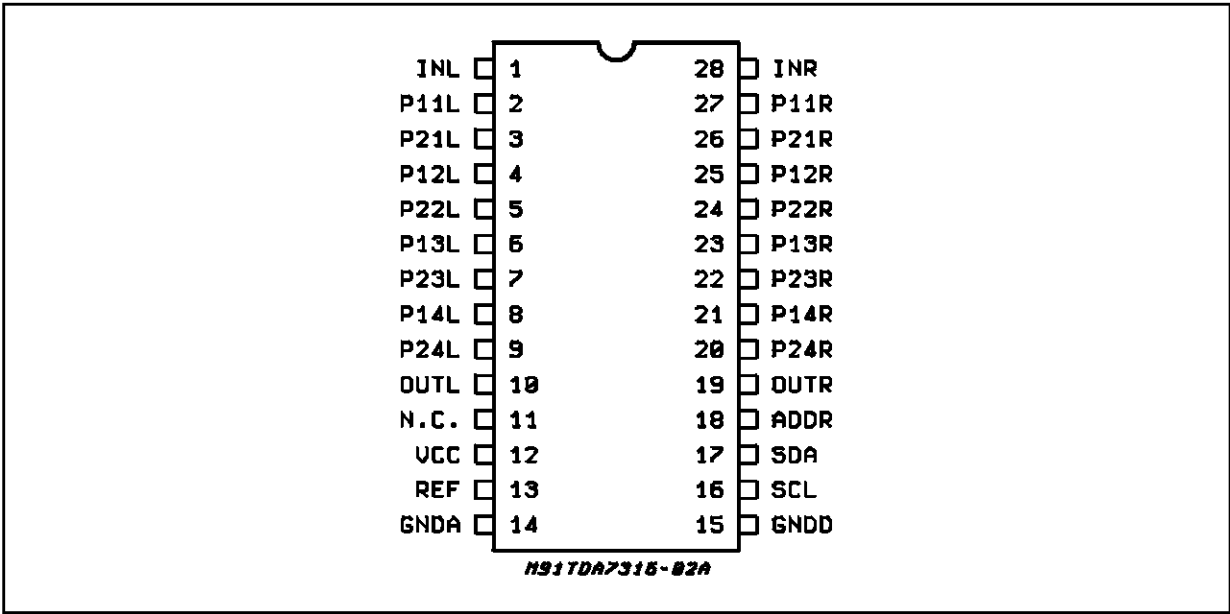 INL 1 28 INR
P11L 2 27 P11R
P21L 3 26 P21R
P12L 4 25 P12R
P22L 5 24 P22R
P13L 6 23 P13R
P23L 7 22 P23R
P14L 8 21 P14R
P24L 9 20 P24R
OUTL 10 19 OUTR
N.C. 11 18 ADDR
VCC 12 17 SDA
REF 13 16 SCL
GNDA 14 15 GNDD
M91TDA7316-02A